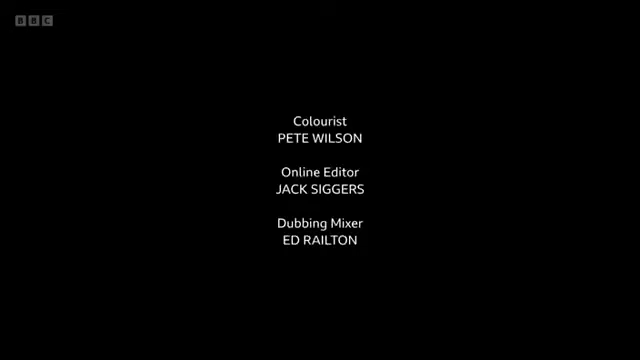 BBC
Colourist
PETE WILSON
Online Editor
JACK SIGGERS
Dubbing Mixer
ED RAILTON